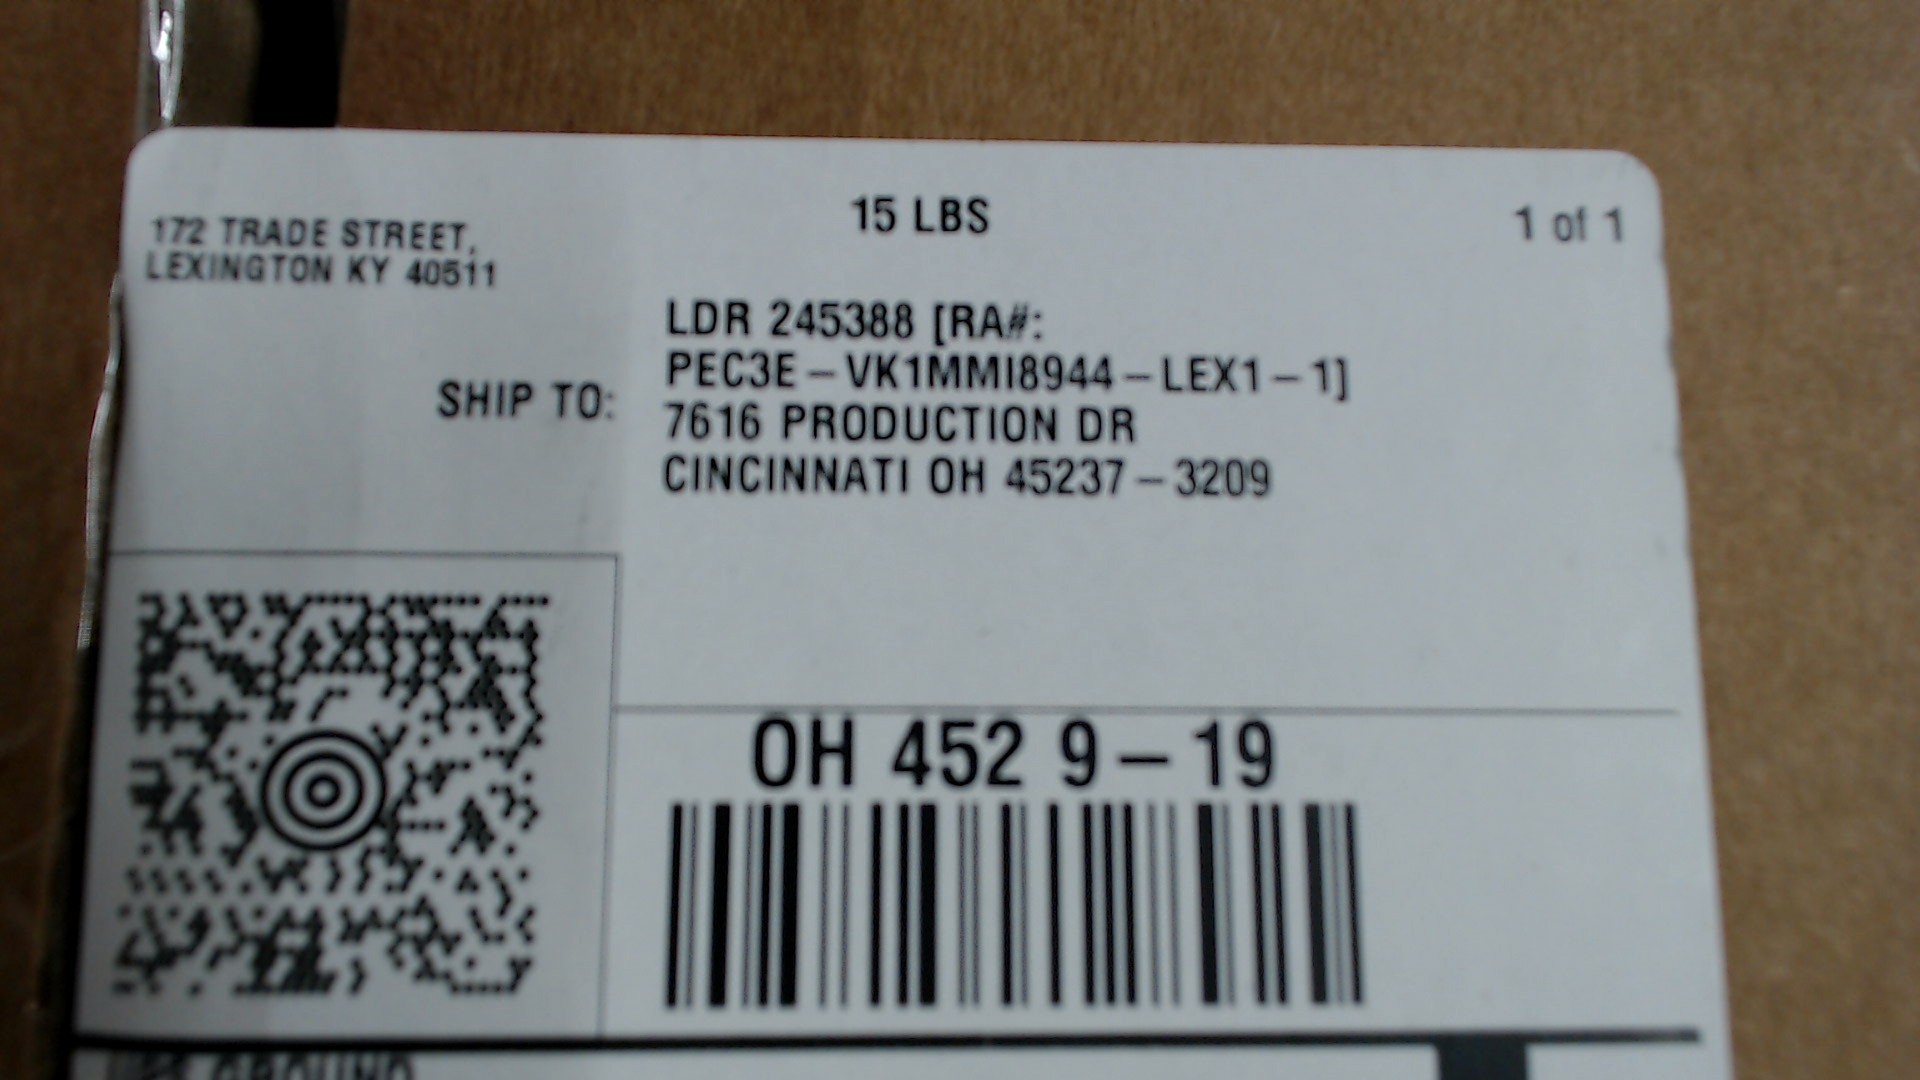 172 TRADE STREET,
LEXINGTON KY 40511
15 LBS
1 of 1
SHIP TO:
LDR 245388 [RA#:
PEC3E-VK1MMI8944-LEX1-1]
7616 PRODUCTION DR
CINCINNATI OH 45237-3209
OH 452 9-19
GROUND